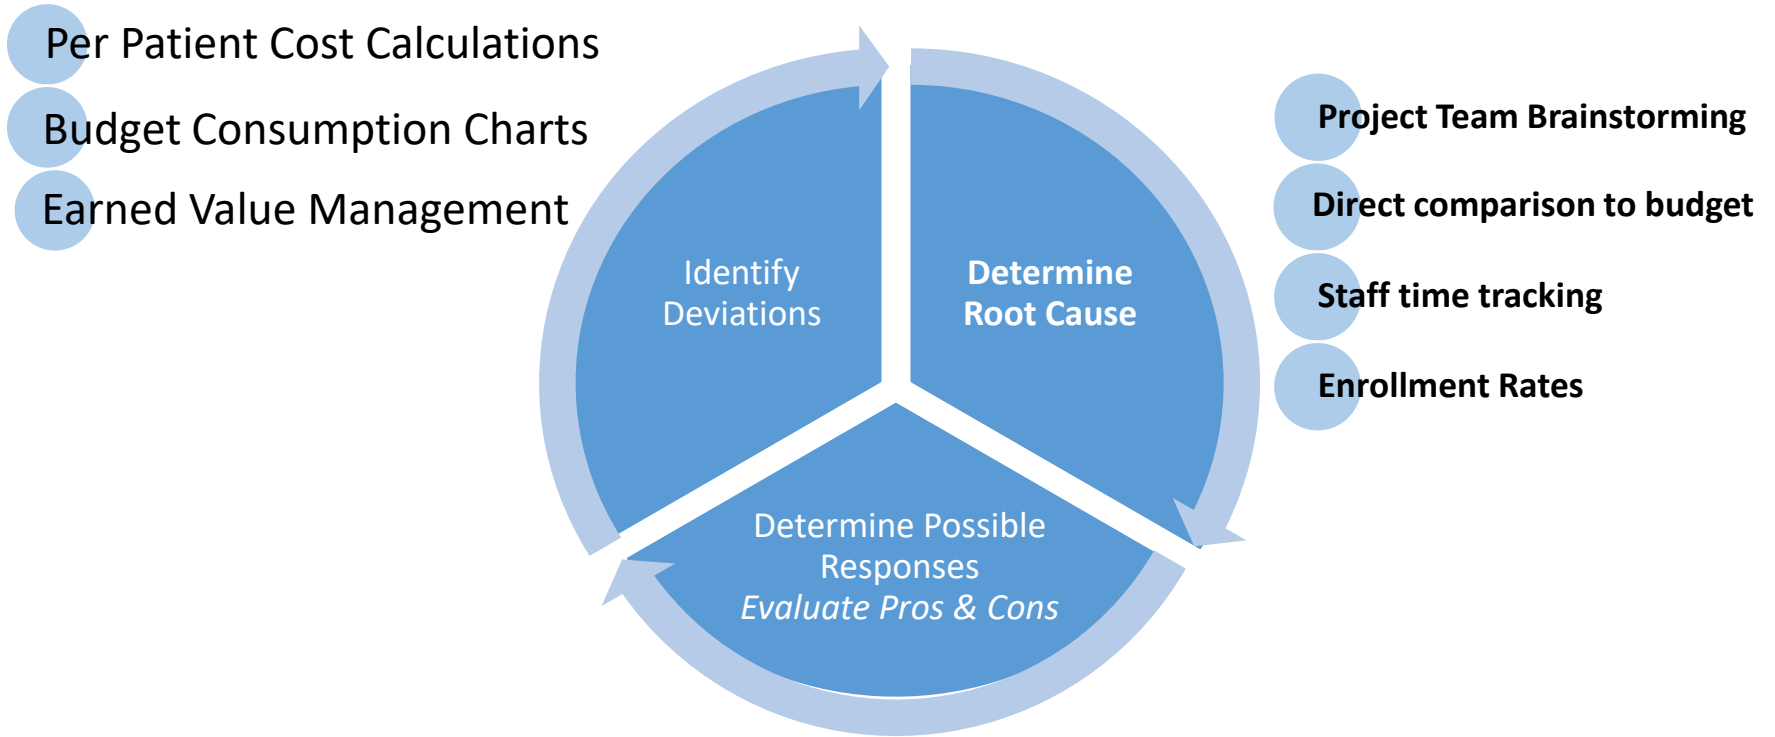 Per Patient Cost Calculations
Budget Consumption Charts
Earned Value Management
Identify
Deviations
Determine
Root Cause
Determine Possible
Responses
Evaluate Pros & Cons
Project Team Brainstorming
Direct comparison to budget
Staff time tracking
Enrollment Rates